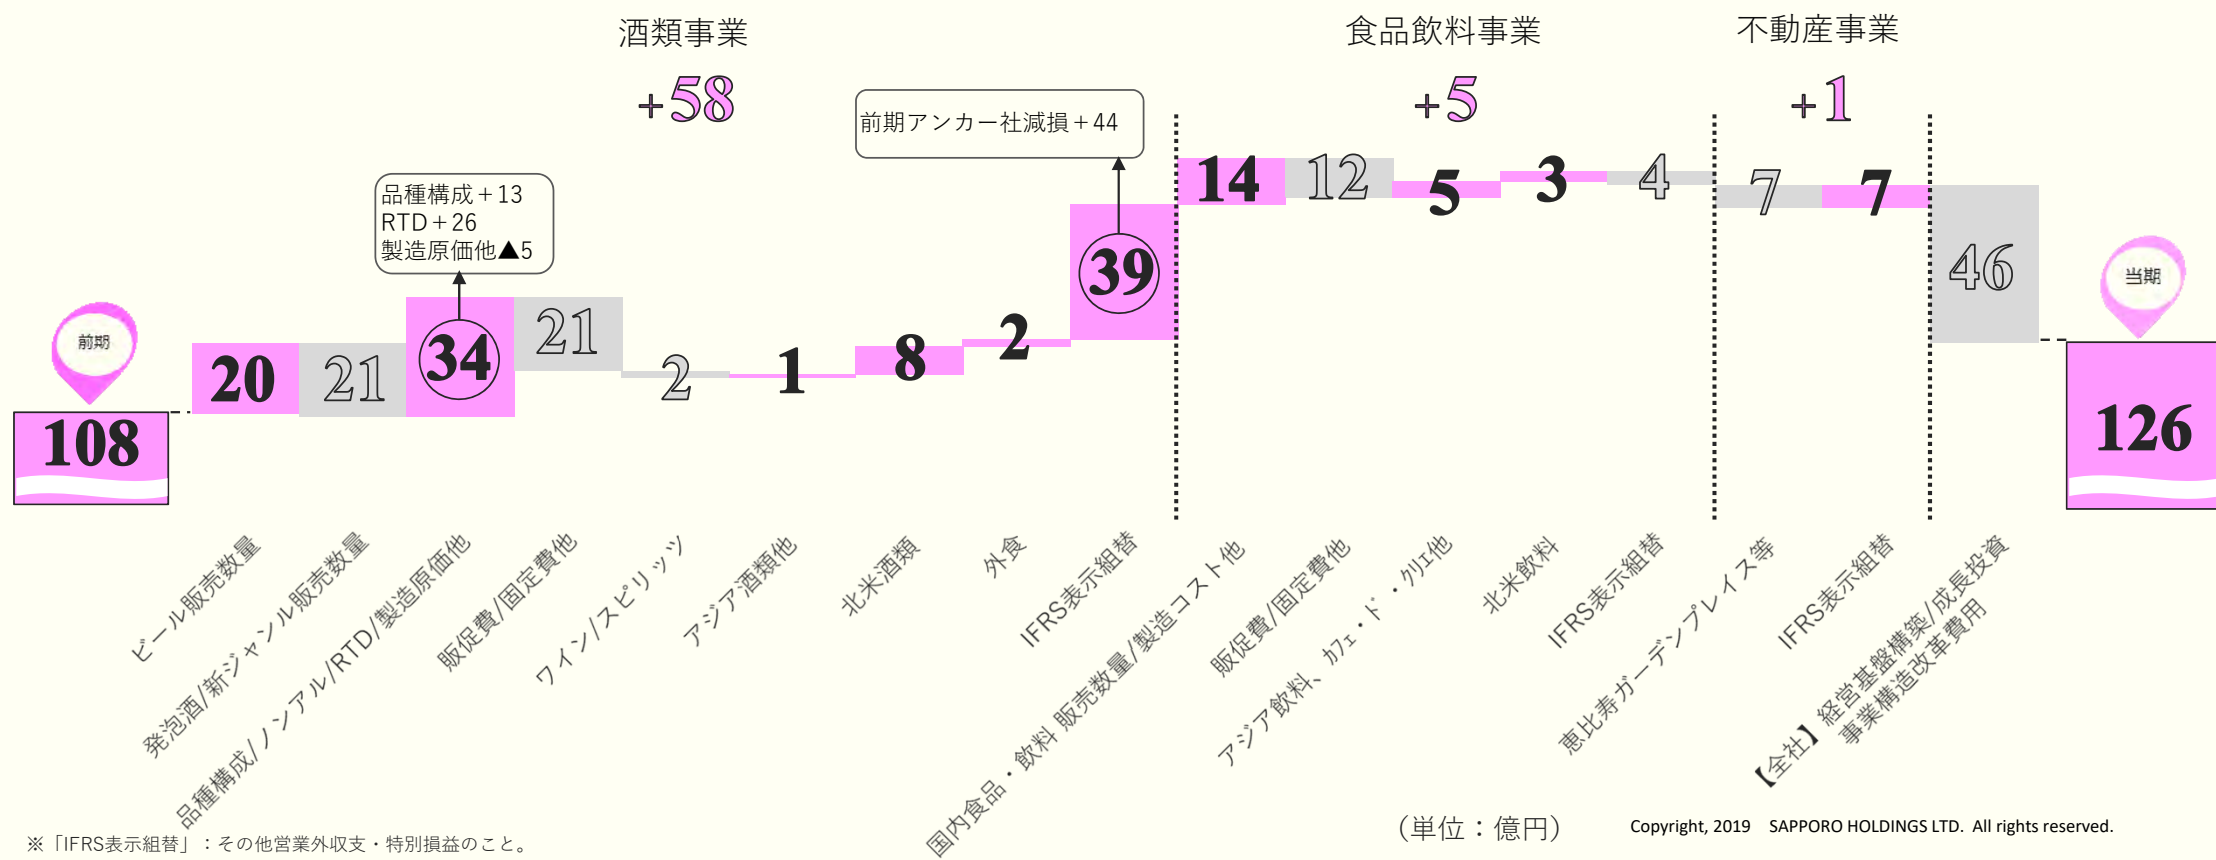 酒類事業
+58
食品飲料事業
+5
不動産事業
+1
前期アンカー社減損+44
品種構成+13
RTD+26
製造原価他▲5
前期
108
20
21
34
21
2
1
8
2
39
14
12
5
3
4
7
7
46
当期
126
ビール販売数量
発泡酒/新ジャンル販売数量
品種構成/ノンアル/RTD/製造原価他
販促費/固定費他
ワイン/スピリッツ
アジア酒類他
北米酒類
外食
IFRS表示組替
国内食品・飲料 販売数量/製造コスト他
販促費/固定費他
アジア飲料、ｶﾌｪ・ﾄﾞ・ｸﾘｴ他
北米飲料
IFRS表示組替
恵比寿ガーデンプレイス等
IFRS表示組替
【全社】経営基盤構築/成長投資
事業構造改革費用
（単位：億円）
Copyright, 2019 SAPPORO HOLDINGS LTD. All rights reserved.
※「IFRS表示組替」：その他営業外収支・特別損益のこと。